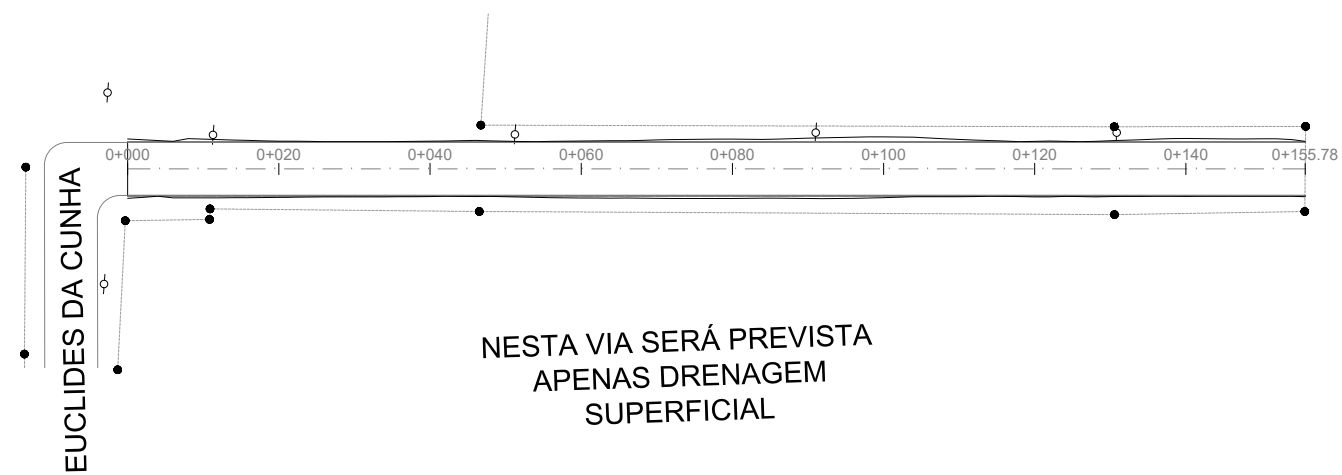 0+000
0+020
0+040
0+060
0+080
0+100
0+120
0+140
0+155.78
EUCLIDES DA CUNHA
NESTA VIA SERÁ PREVISTA
APENAS DRENAGEM
SUPERFICIAL